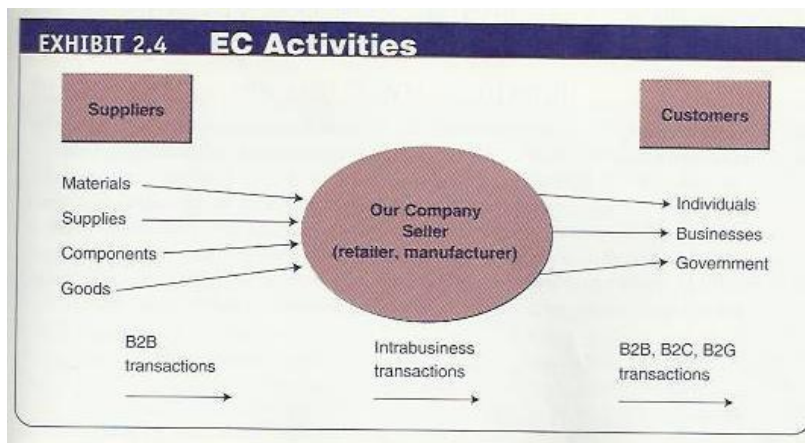 EXHIBIT 2.4 EC Activities
Suppliers
Customers
Materials
Supplies
Components
Goods
Our Company
Seller
(retailer, manufacturer)
Individuals
Businesses
Government
B2B
transactions
Intrabusiness
transactions
B2B, B2C, B2G
transactions